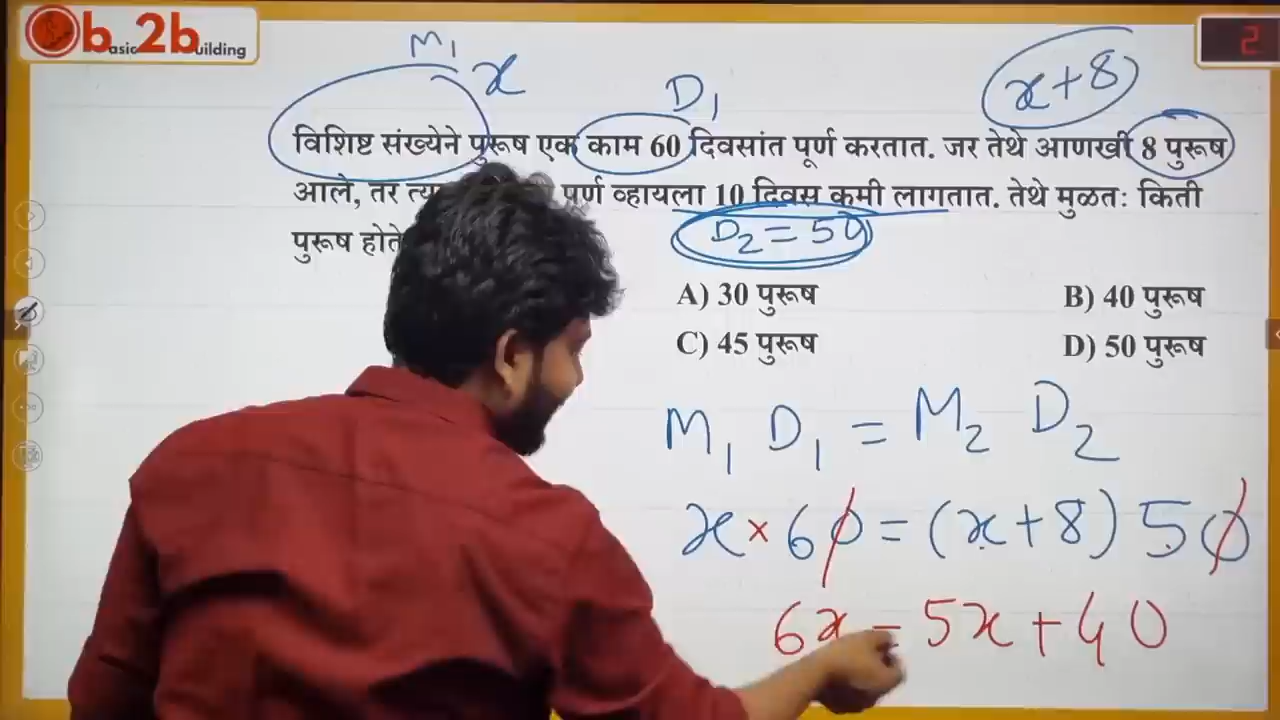 basic 2b uilding
M₁ x
D₁
x+8
2
विशिष्ट संख्येने पुरूष एक काम 60 दिवसांत पूर्ण करतात. जर तेथे आणखी 8 पुरूष
आले, तर पूर्ण व्हायला 10 दिवस कमी लागतात. तेथे मुळतः किती
पुरूष
D₂ = 50
A) 30 पुरूष B) 40 पुरूष
C) 45 पुरूष D) 50 पुरूष
M₁ D₁ = M₂ D₂
x × 60 = (x+8) 50
6x = 5x + 40